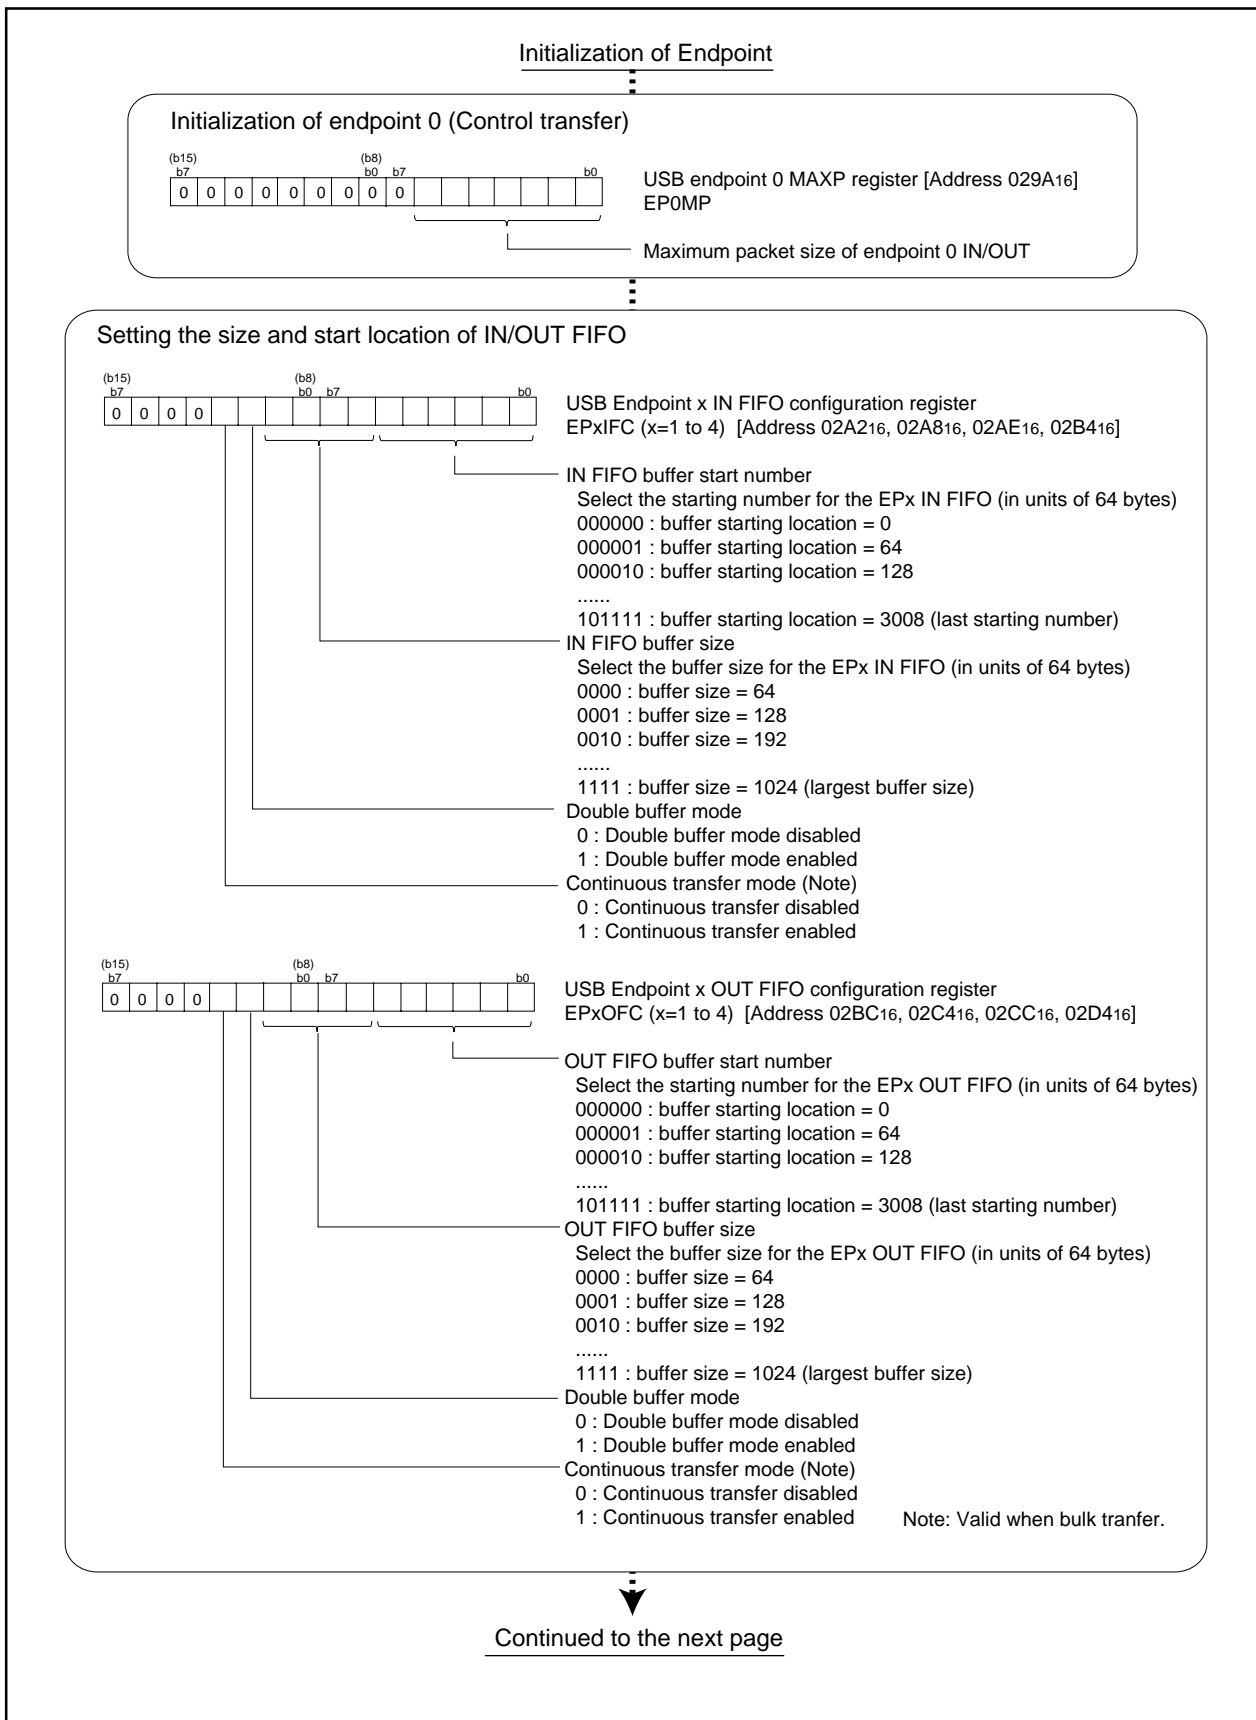 Initialization of Endpoint
Initialization of endpoint 0 (Control transfer)
(b15) (b8)
b7 b0 b7 b0
0 0 0 0 0 0 0 0 0
USB endpoint 0 MAXP register [Address 029A16]
EP0MP
Maximum packet size of endpoint 0 IN/OUT
Setting the size and start location of IN/OUT FIFO
(b15) (b8)
b7 b0 b7 b0
0 0 0 0
USB Endpoint x IN FIFO configuration register
EPxIFC (x=1 to 4) [Address 02A216, 02A816, 02AE16, 02B416]
IN FIFO buffer start number
Select the starting number for the EPx IN FIFO (in units of 64 bytes)
000000 : buffer starting location = 0
000001 : buffer starting location = 64
000010 : buffer starting location = 128
......
101111 : buffer starting location = 3008 (last starting number)
IN FIFO buffer size
Select the buffer size for the EPx IN FIFO (in units of 64 bytes)
0000 : buffer size = 64
0001 : buffer size = 128
0010 : buffer size = 192
......
1111 : buffer size = 1024 (largest buffer size)
Double buffer mode
0 : Double buffer mode disabled
1 : Double buffer mode enabled
Continuous transfer mode (Note)
0 : Continuous transfer disabled
1 : Continuous transfer enabled
(b15) (b8)
b7 b0 b7 b0
0 0 0 0
USB Endpoint x OUT FIFO configuration register
EPxOFC (x=1 to 4) [Address 02BC16, 02C416, 02CC16, 02D416]
OUT FIFO buffer start number
Select the starting number for the EPx OUT FIFO (in units of 64 bytes)
000000 : buffer starting location = 0
000001 : buffer starting location = 64
000010 : buffer starting location = 128
......
101111 : buffer starting location = 3008 (last starting number)
OUT FIFO buffer size
Select the buffer size for the EPx OUT FIFO (in units of 64 bytes)
0000 : buffer size = 64
0001 : buffer size = 128
0010 : buffer size = 192
......
1111 : buffer size = 1024 (largest buffer size)
Double buffer mode
0 : Double buffer mode disabled
1 : Double buffer mode enabled
Continuous transfer mode (Note)
0 : Continuous transfer disabled
1 : Continuous transfer enabled Note: Valid when bulk tranfer.
Continued to the next page